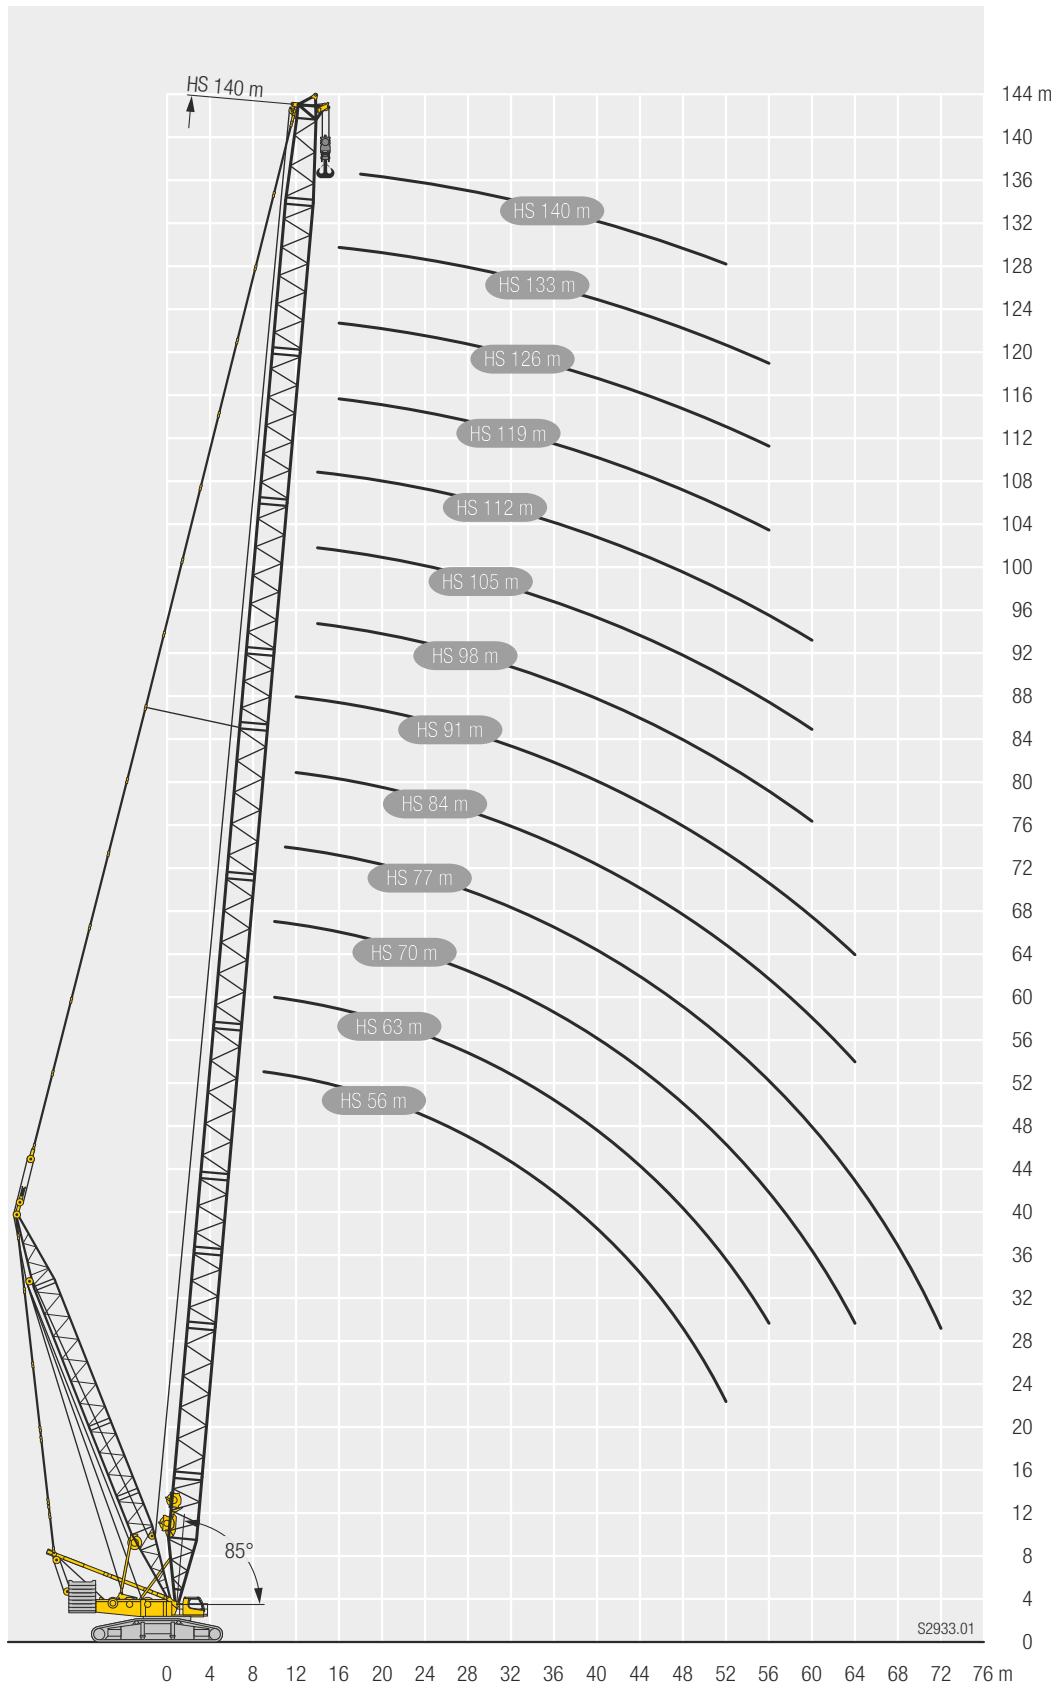 HS 140 m
144 m
140
136
HS 140 m
132
128
HS 133 m
124
120
HS 126 m
116
112
HS 119 m
108
HS 112 m
104
100
HS 105 m
96
92
HS 98 m
88
HS 91 m
84
80
HS 84 m
76
72
HS 77 m
68
HS 70 m
64
60
HS 63 m
56
52
HS 56 m
48
44
40
36
32
28
24
20
16
12
85°
8
4
S2933.01
0
0 4 8 12 16 20 24 28 32 36 40 44 48 52 56 60 64 68 72 76 m